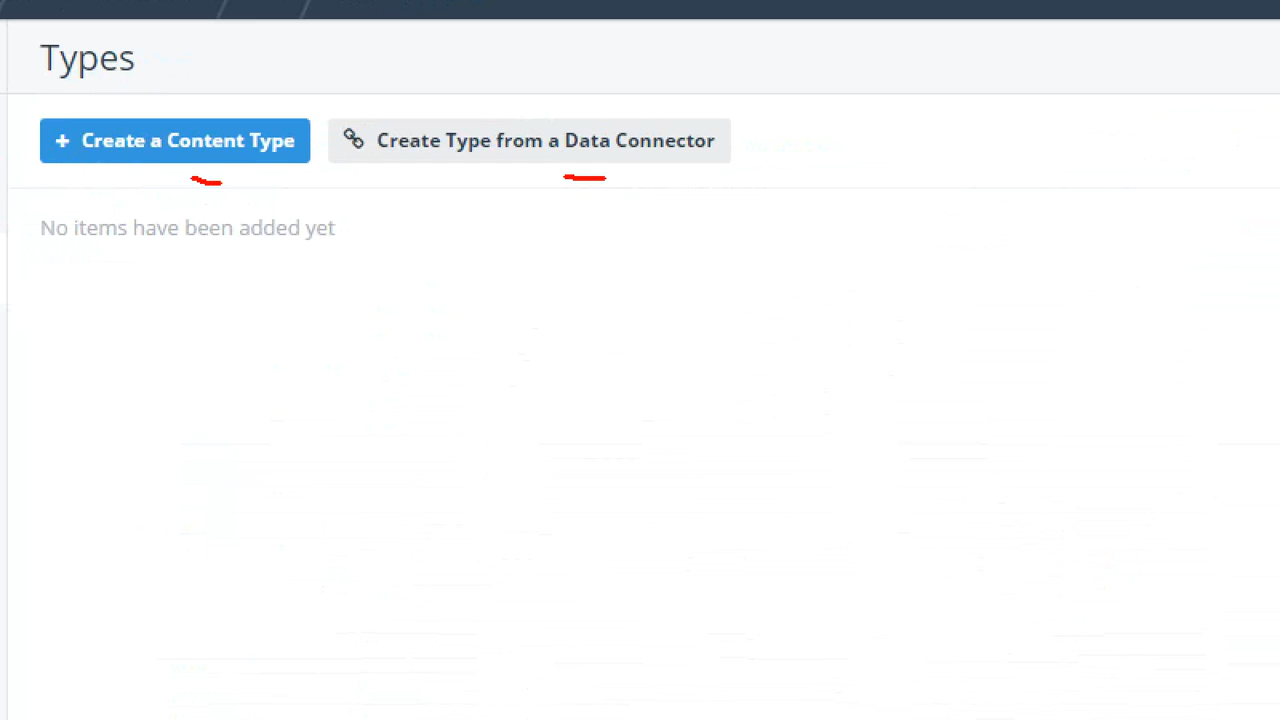 Types
+ Create a Content Type
Create Type from a Data Connector
No items have been added yet